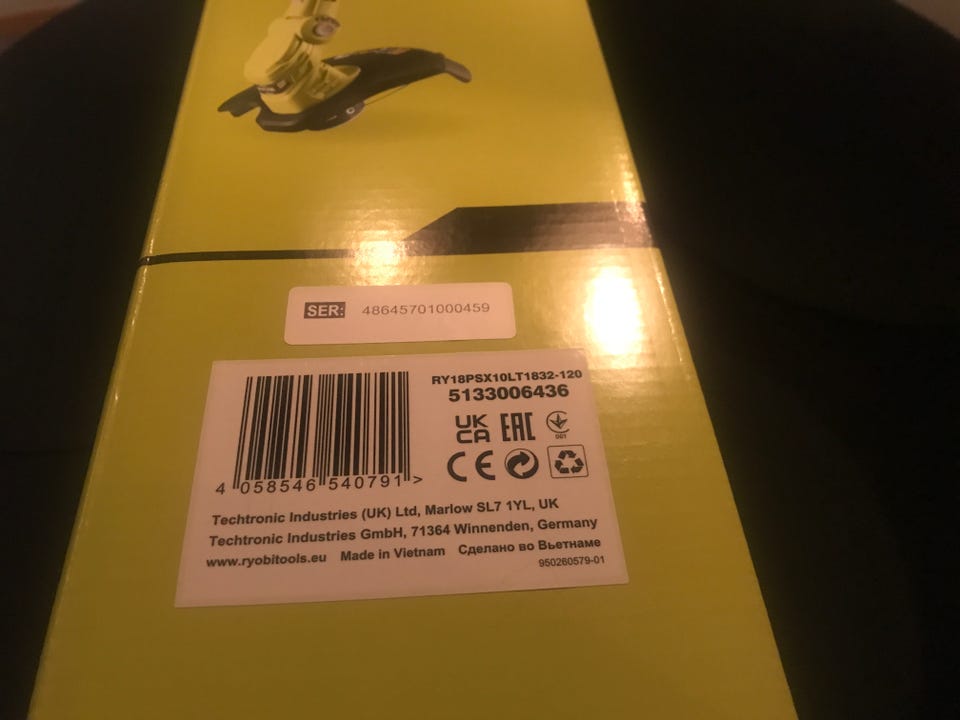 SER: 48645701000459
RY18PSX10LT1832-120
5133006436
UK
CA
EAC
001
CE
4 058546 540791 >
Techtronic Industries (UK) Ltd, Marlow SL7 1YL, UK
Techtronic Industries GmbH, 71364 Winnenden, Germany
www.ryobitools.eu Made in Vietnam Сделано во Вьетнаме
950260579-01